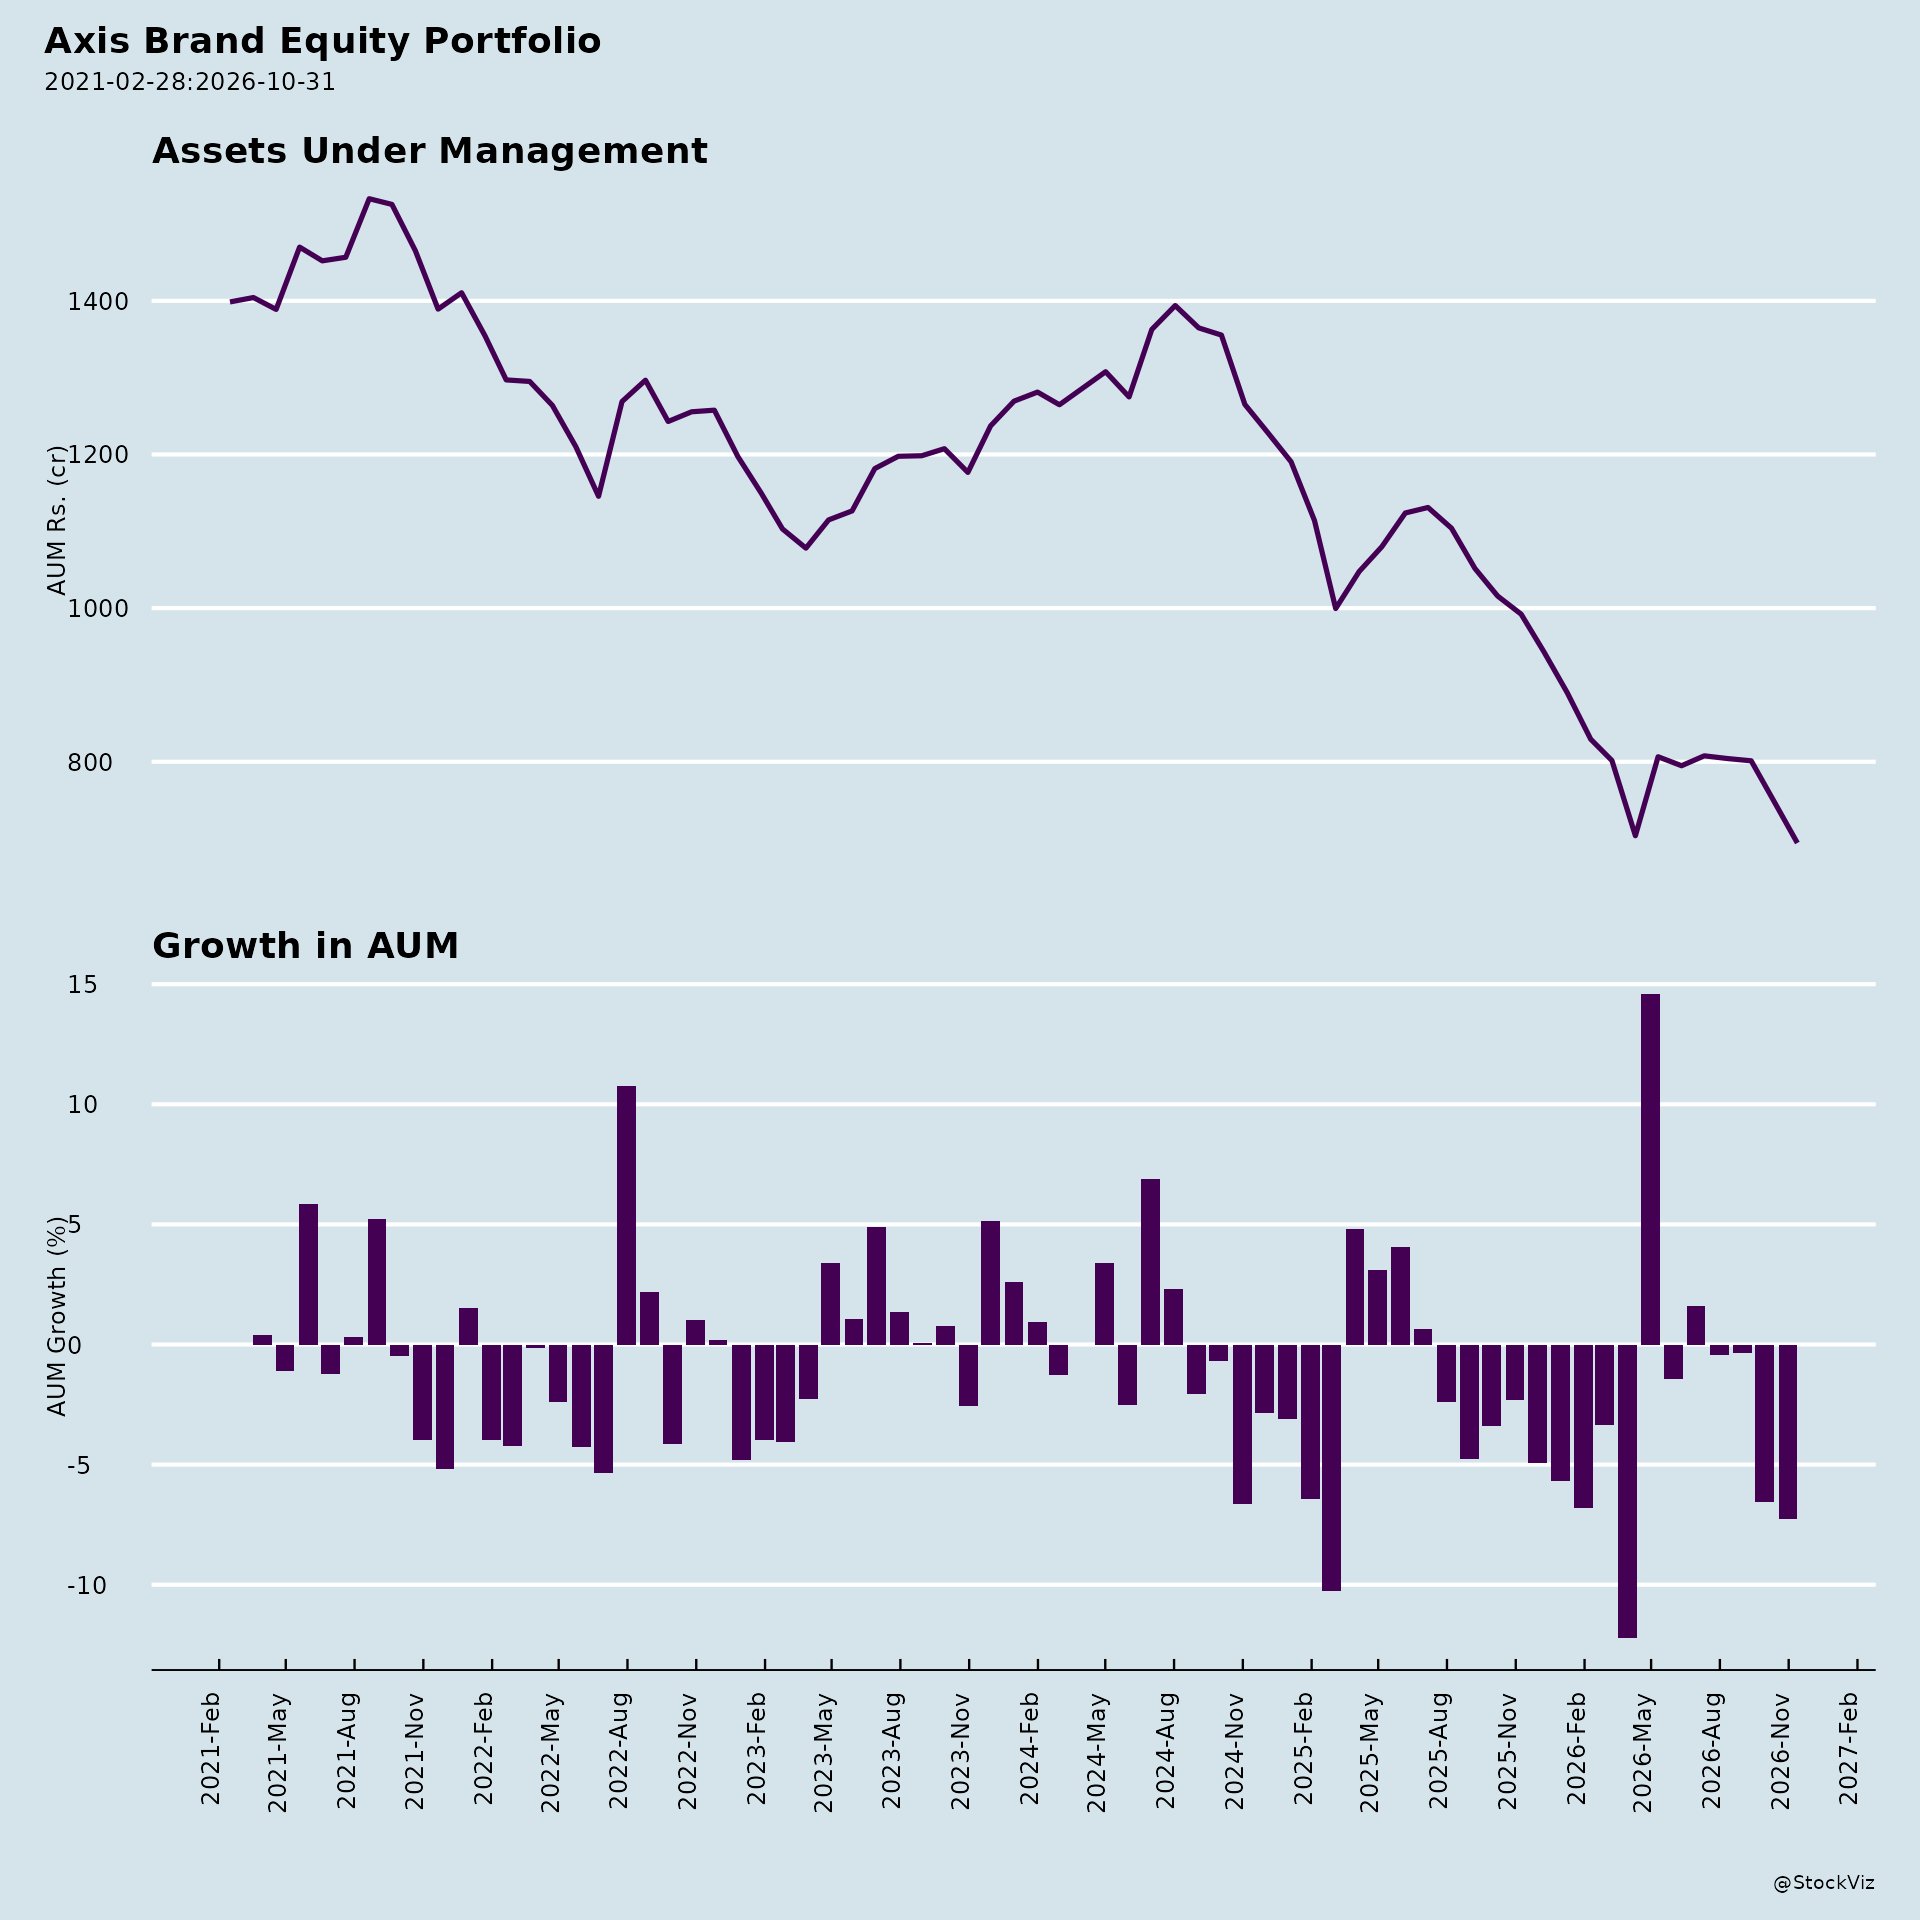 Axis Brand Equity Portfolio
2021-02-28:2026-10-31
Assets Under Management
AUM Rs. (cr)
1400
1200
1000
800
Growth in AUM
AUM Growth (%)
15
10
5
0
-5
-10
2021-Feb
2021-May
2021-Aug
2021-Nov
2022-Feb
2022-May
2022-Aug
2022-Nov
2023-Feb
2023-May
2023-Aug
2023-Nov
2024-Feb
2024-May
2024-Aug
2024-Nov
2025-Feb
2025-May
2025-Aug
2025-Nov
2026-Feb
2026-May
2026-Aug
2026-Nov
2027-Feb
@StockViz